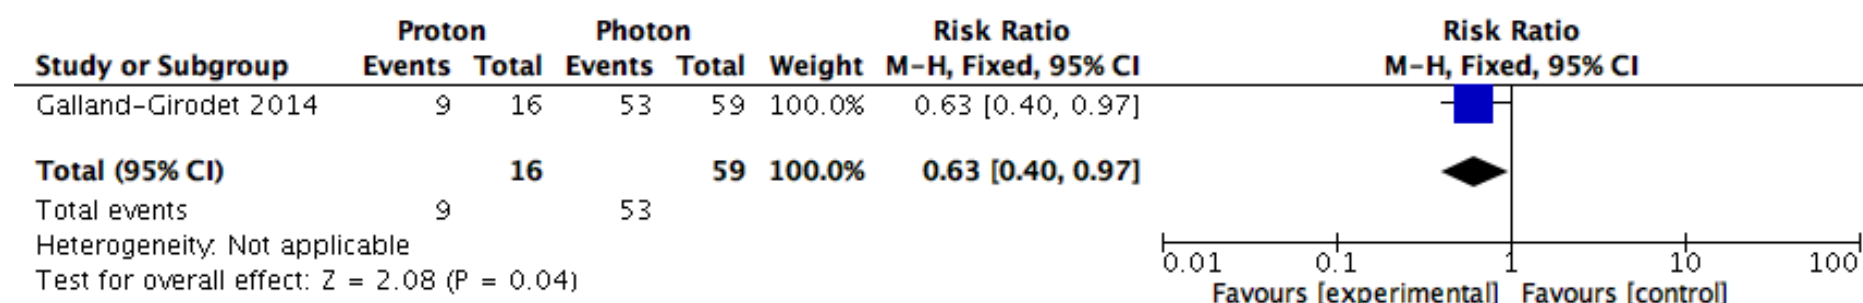 Proton Photon Risk Ratio Risk Ratio
Study or Subgroup Events Total Events Total Weight M-H, Fixed, 95% CI M-H, Fixed, 95% CI
Galland-Girodet 2014 9 16 53 59 100.0% 0.63 [0.40, 0.97]
Total (95% CI) 16 59 100.0% 0.63 [0.40, 0.97]
Total events 9 53
Heterogeneity: Not applicable
Test for overall effect: Z = 2.08 (P = 0.04)
0.01 0.1 1 10 100
Favours [experimental] Favours [control]